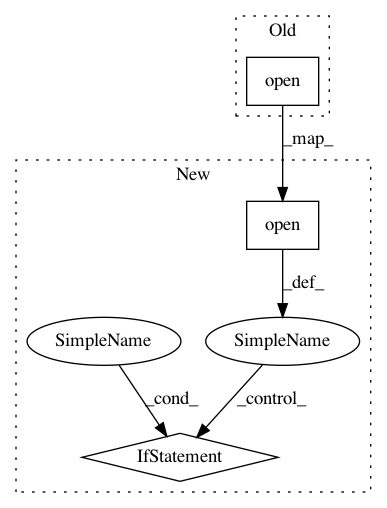 Old
open
_map_
New
open
_def_
SimpleName
SimpleName
_cond_
_control_
IfStatement